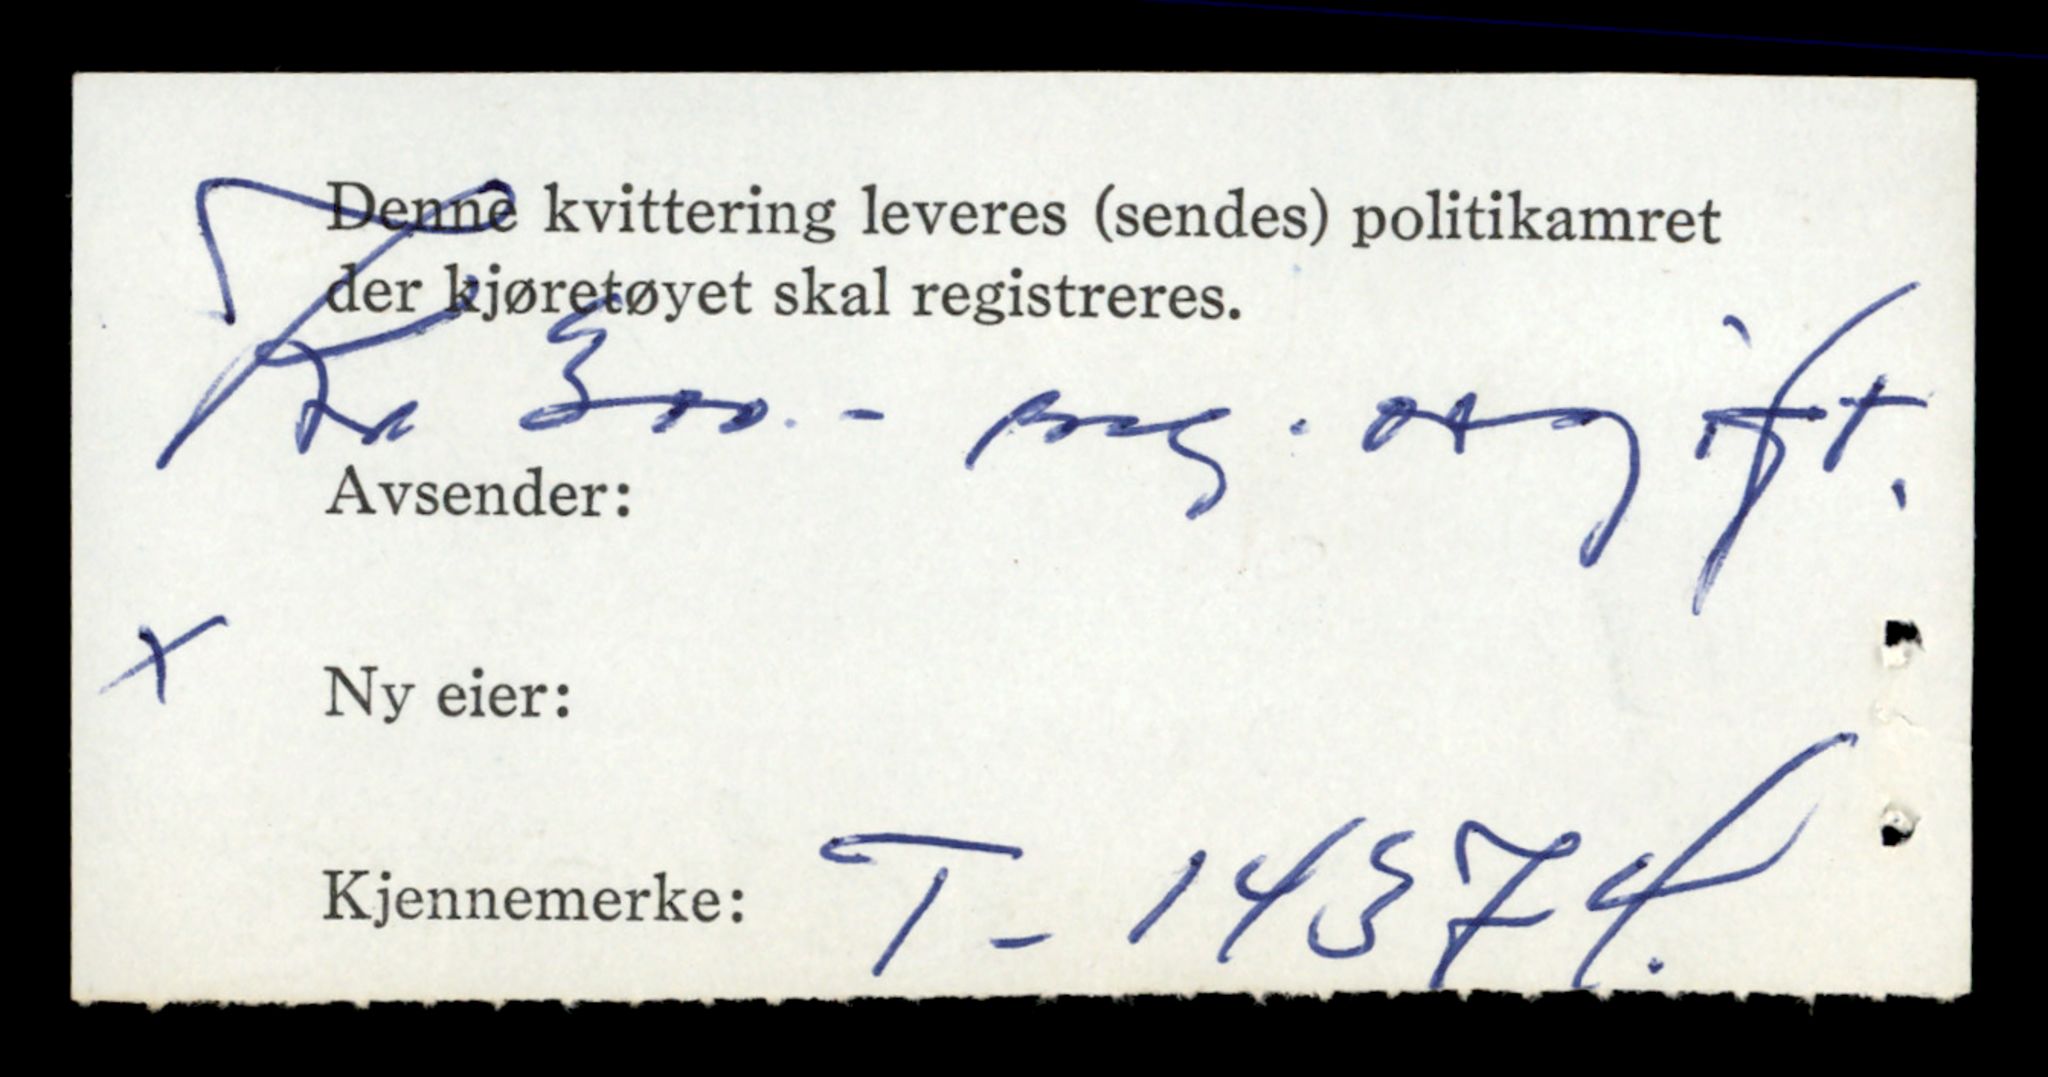 Denne kvittering leveres (sendes) politikamret
der kjøretøyet skal registreres.
Kr 300.- reg. avgift.
Avsender:
x
Ny eier:
Kjennemerke: T-14374.